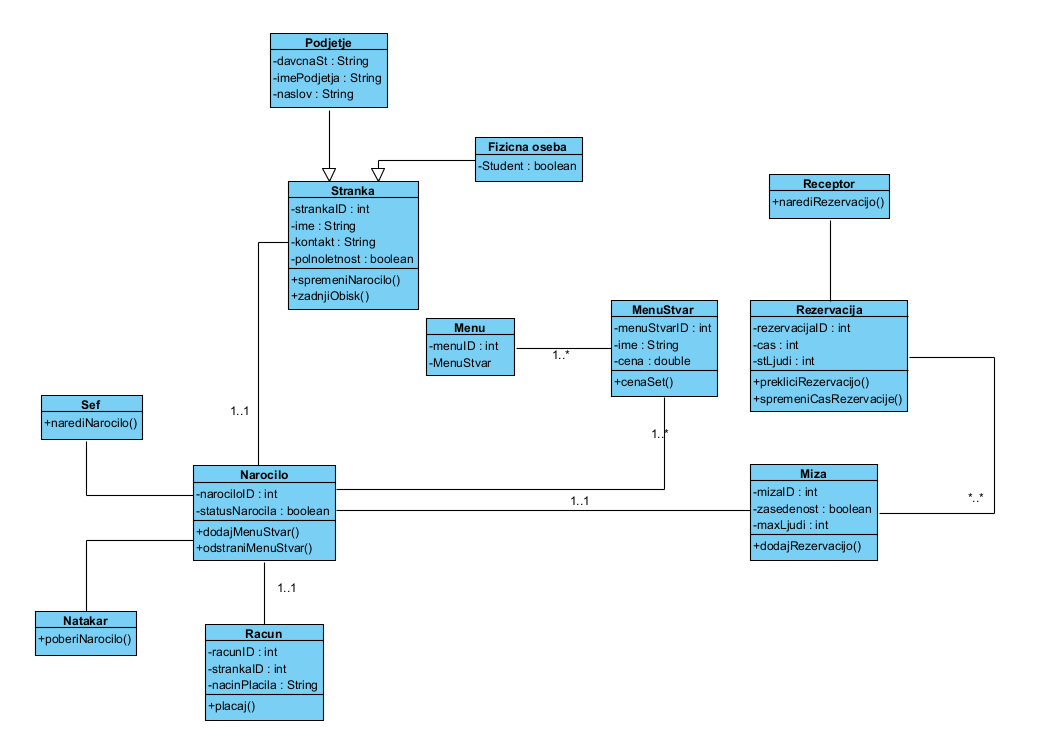 Podjetje
-davcnaSt : String
-imePodjetja : String
-naslov : String
Fizicna oseba
-Student : boolean
Stranka
-strankaID : int
-ime : String
-kontakt : String
-polnoletnost : boolean
+spremeniNarocilo()
+zadnjiObisk()
Receptor
+narediRezervacijo()
Menu
-menuID : int
-MenuStvar
1..*
MenuStvar
-menuStvarID : int
-ime : String
-cena : double
+cenaSet()
Rezervacija
-rezervacijaID : int
-cas : int
-stLjudi : int
+prekliciRezervacijo()
+spremeniCasRezervacije()
Sef
+narediNarocilo()
1..1
1..*
Narocilo
-narociloID : int
-statusNarocila : boolean
+dodajMenuStvar()
+odstraniMenuStvar()
1..1
Miza
-mizaID : int
-zasedenost : boolean
-maxLjudi : int
+dodajRezervacijo()
*..*
1..1
Natakar
+poberiNarocilo()
Racun
-racunID : int
-strankaID : int
-nacinPlacila : String
+placaj()